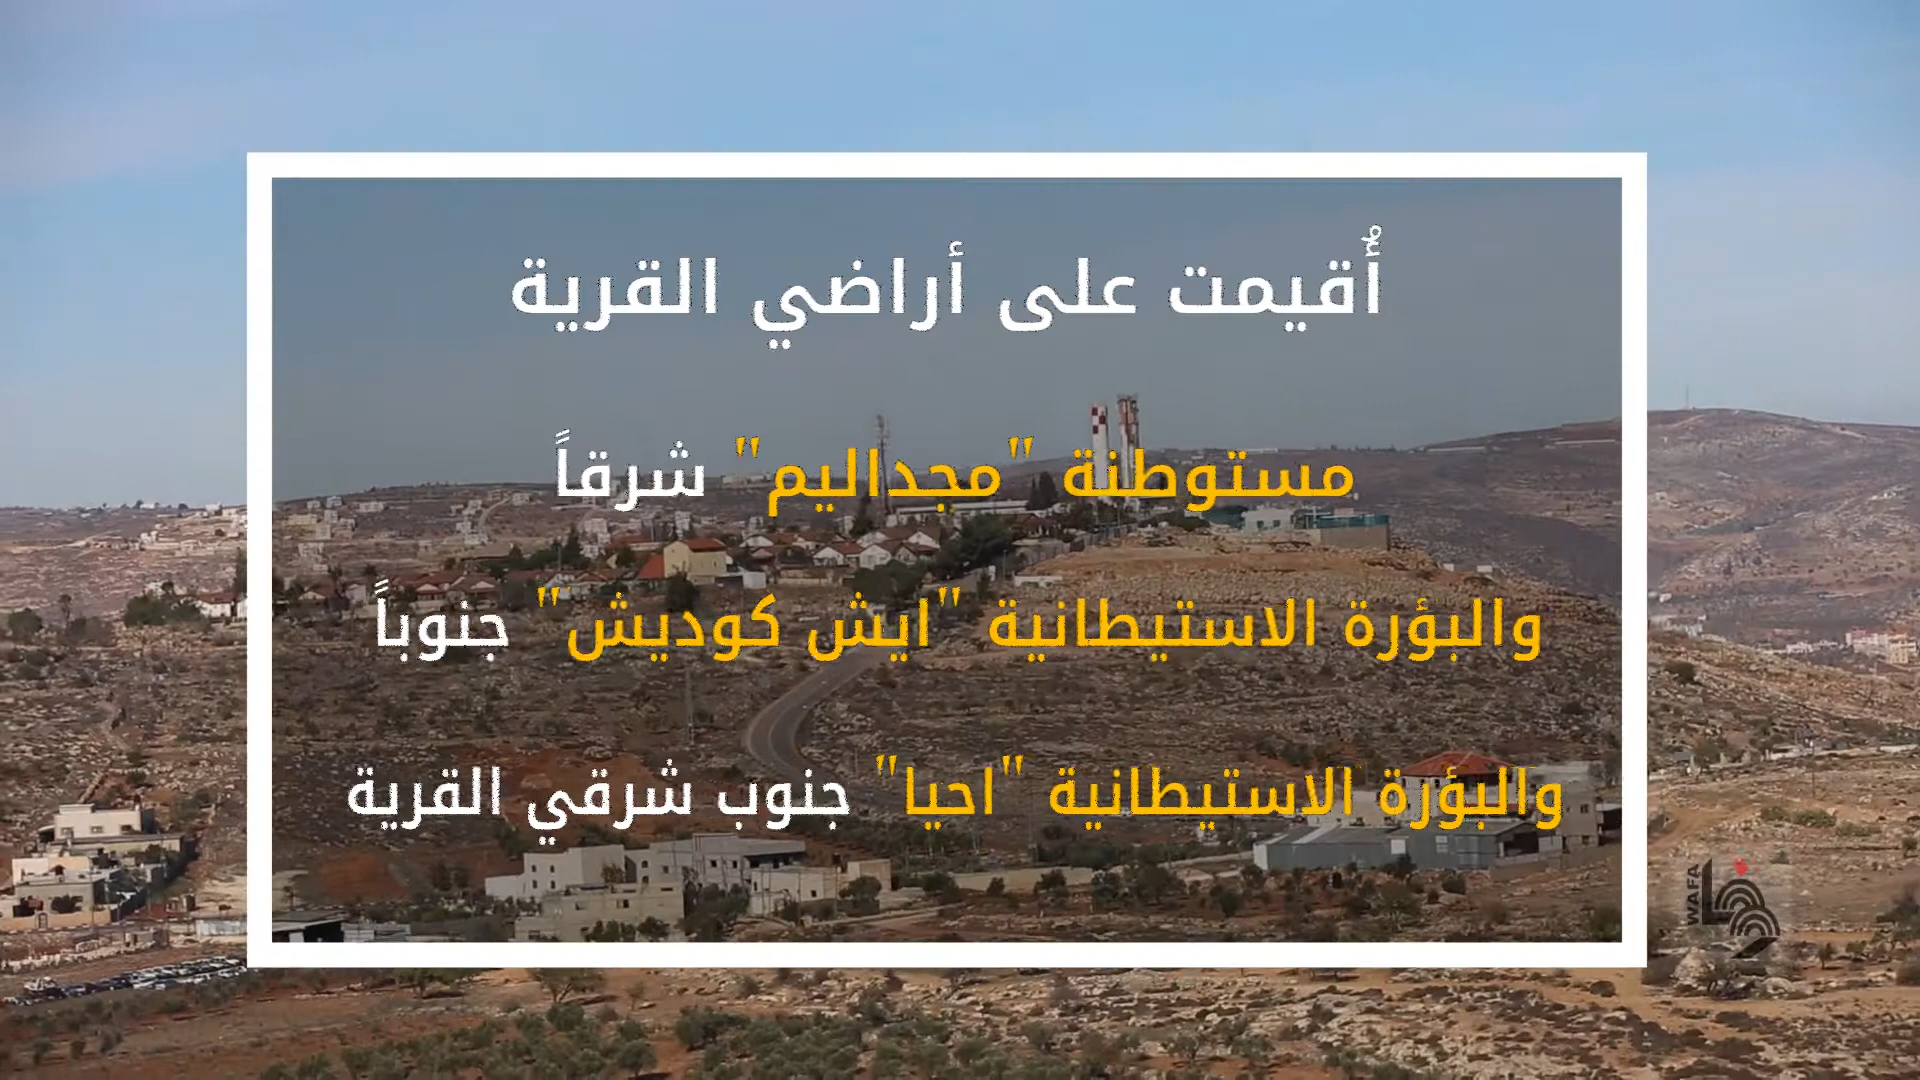 أُقيمت على أراضي القرية
مستوطنة "مجداليم" شرقاً
والبؤرة الاستيطانية "ايش كوديش" جنوباً
والبؤرة الاستيطانية "احيا" جنوب شرقي القرية
WAFA
وفا